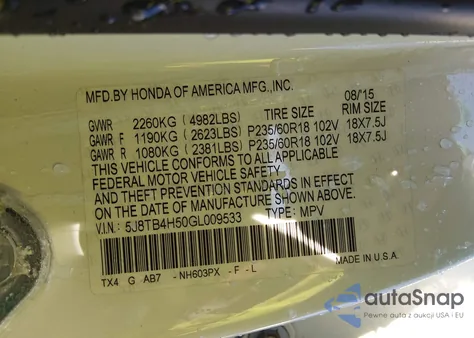 MFD.BY HONDA OF AMERICA MFG.,INC.
08/'15
GVWR 2260KG (4982LBS) TIRE SIZE RIM SIZE
GAWR F 1190KG (2623LBS) P235/60R18 102V 18X7.5J
GAWR R 1080KG (2381LBS) P235/60R18 102V 18X7.5J
THIS VEHICLE CONFORMS TO ALL APPLICABLE
FEDERAL MOTOR VEHICLE SAFETY
AND THEFT PREVENTION STANDARDS IN EFFECT
ON THE DATE OF MANUFACTURE SHOWN ABOVE.
V.I.N: 5J8TB4H50GL009533 TYPE: MPV
TX4 G AB7 -NH603PX -F -L MADE IN U.S.A.
autaSnap
Pewne auta z USA i EU